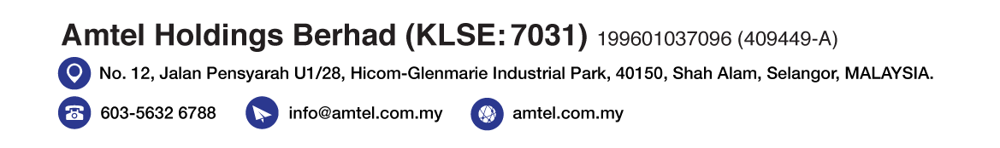 Amtel Holdings Berhad (KLSE: 7031) 199601037096 (409449-A)
No. 12, Jalan Pensyarah U1/28, Hicom-Glenmarie Industrial Park, 40150, Shah Alam, Selangor, MALAYSIA.
603-5632 6788 info@amtel.com.my amtel.com.my